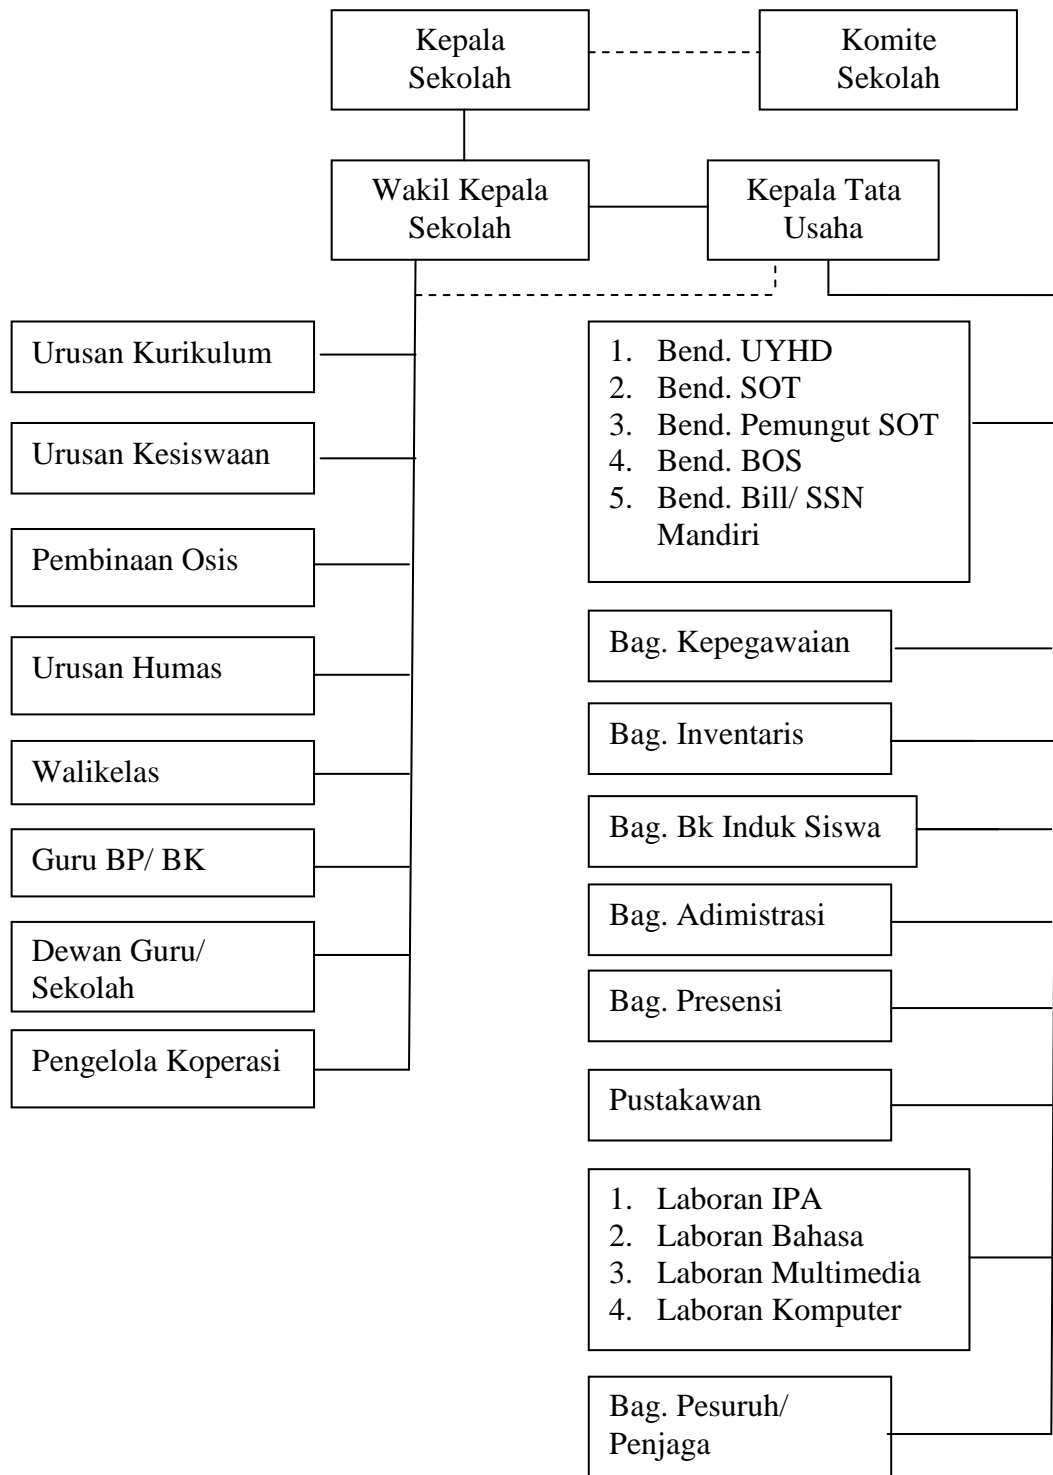 Kepala
Sekolah
Komite
Sekolah
Wakil Kepala
Sekolah
Kepala Tata
Usaha
Urusan Kurikulum
Urusan Kesiswaan
Pembinaan Osis
Urusan Humas
Walikelas
Guru BP/ BK
Dewan Guru/
Sekolah
Pengelola Koperasi
1. Bend. UYHD
2. Bend. SOT
3. Bend. Pemungut SOT
4. Bend. BOS
5. Bend. Bill/ SSN
Mandiri
Bag. Kepegawaian
Bag. Inventaris
Bag. Bk Induk Siswa
Bag. Adimistrasi
Bag. Presensi
Pustakawan
1. Laboran IPA
2. Laboran Bahasa
3. Laboran Multimedia
4. Laboran Komputer
Bag. Pesuruh/
Penjaga